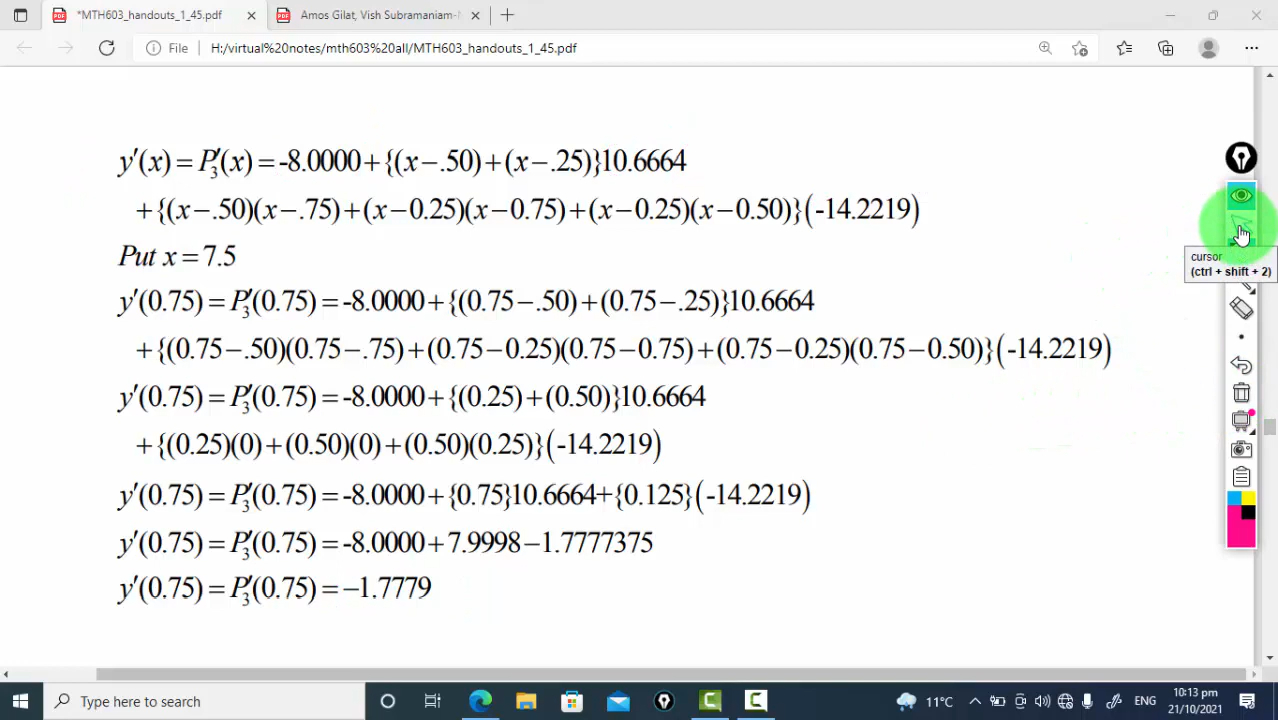 *MTH603_handouts_1_45.pdf
Amos Gilat, Vish Subramaniam-
File H:/virtual%20notes/mth603%20all/MTH603_handouts_1_45.pdf
y′(x) = P₃′(x) = -8.0000+{(x−.50)+(x−.25)}10.6664
+{(x−.50)(x−.75)+(x−0.25)(x−0.75)+(x−0.25)(x−0.50)}(-14.2219)
Put x = 7.5
y′(0.75) = P₃′(0.75) = -8.0000+{(0.75−.50)+(0.75−.25)}10.6664
+{(0.75−.50)(0.75−.75)+(0.75−0.25)(0.75−0.75)+(0.75−0.25)(0.75−0.50)}(-14.2219)
y′(0.75) = P₃′(0.75) = -8.0000+{(0.25)+(0.50)}10.6664
+{(0.25)(0)+(0.50)(0)+(0.50)(0.25)}(-14.2219)
y′(0.75) = P₃′(0.75) = -8.0000+{0.75}10.6664+{0.125}(-14.2219)
y′(0.75) = P₃′(0.75) = -8.0000+7.9998−1.7777375
y′(0.75) = P₃′(0.75) = −1.7779
cursor
(ctrl + shift + 2)
Type here to search
11°C
ENG
10:13 pm
21/10/2021